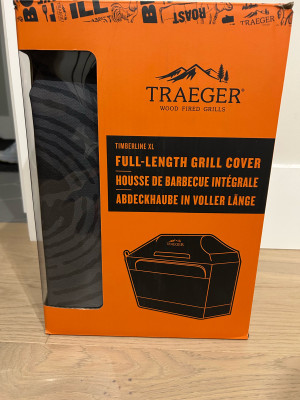 ROAST
TRAEGER®
WOOD FIRED GRILLS
TIMBERLINE XL
FULL-LENGTH GRILL COVER
HOUSSE DE BARBECUE INTÉGRALE
ABDECKHAUBE IN VOLLER LÄNGE
TRAEGER